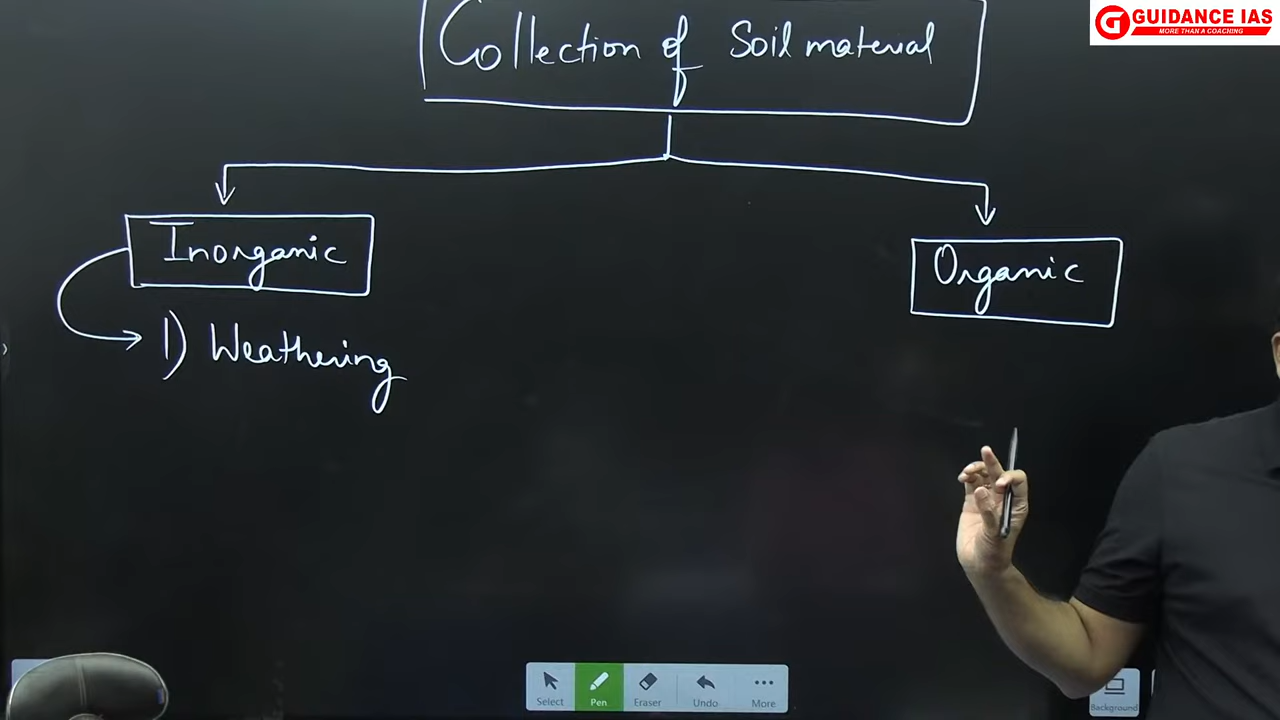 GUIDANCE IAS
MORE THAN A COACHING
Collection of Soil material
Inorganic
Organic
1) Weathering
Select
Pen
Eraser
Undo
More
Background